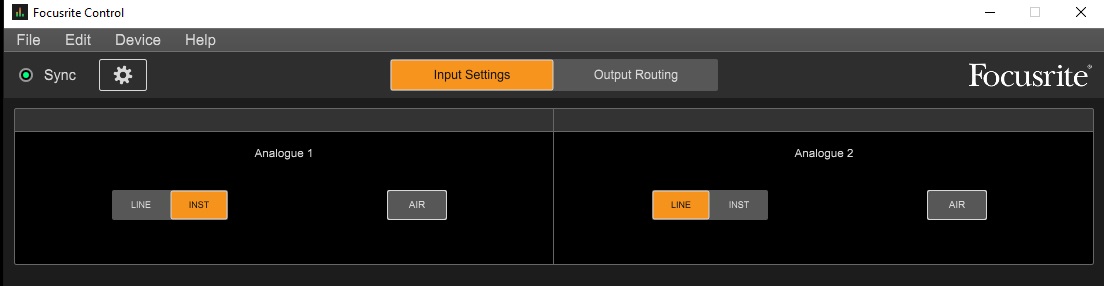 Focusrite Control
File Edit Device Help
Sync Input Settings Output Routing Focusrite®
Analogue 1 Analogue 2
LINE INST AIR LINE INST AIR